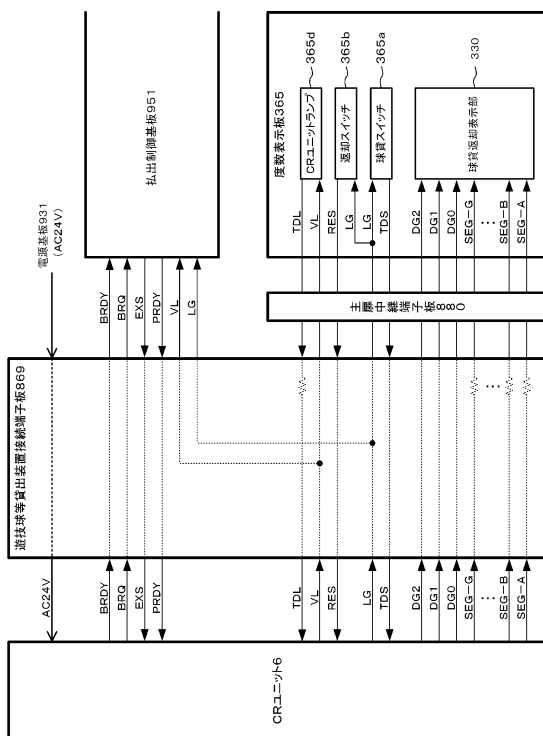 電源基板931
(AC24V)
払出制御基板951
BRDY
BRQ
EXS
PRDY
VL
LG
度数表示板365
CRユニットランプ
365d
返却スイッチ
365b
球貸スイッチ
365a
球貸返却表示部
330
TDL
VL
RES
LG
LG
TDS
DG2
DG1
DG0
SEG-G
…
SEG-B
SEG-A
主扉中継端子板880
遊技球等貸出装置接続端子板869
…
AC24V
BRDY
BRQ
EXS
PRDY
TDL
VL
RES
LG
TDS
DG2
DG1
DG0
SEG-G
…
SEG-B
SEG-A
CRユニット6